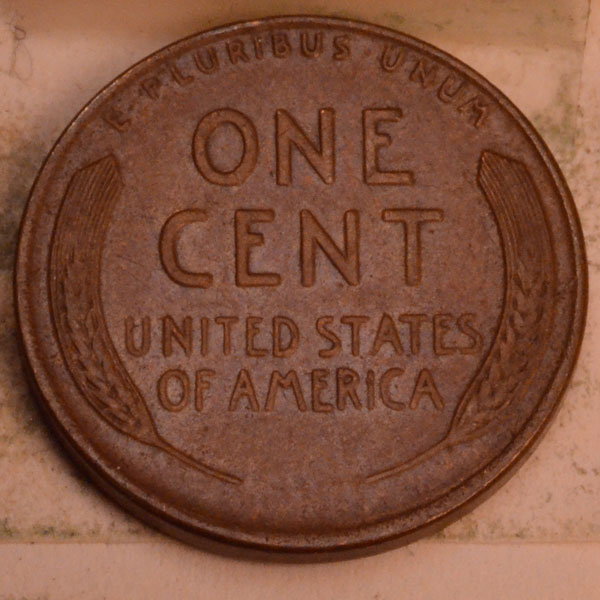 E · PLURIBUS · UNUM
ONE
CENT
UNITED STATES
OF AMERICA